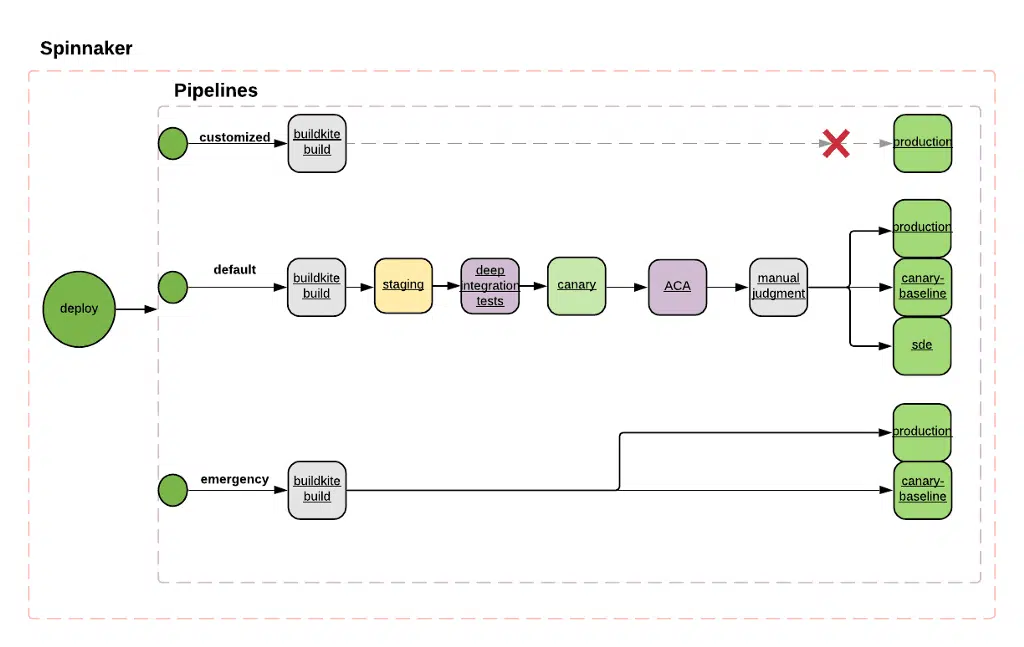 Spinnaker
Pipelines
customized
buildkite
build
production
deploy
default
buildkite
build
staging
deep
integration
tests
canary
ACA
manual
judgment
production
canary-
baseline
sde
emergency
buildkite
build
production
canary-
baseline